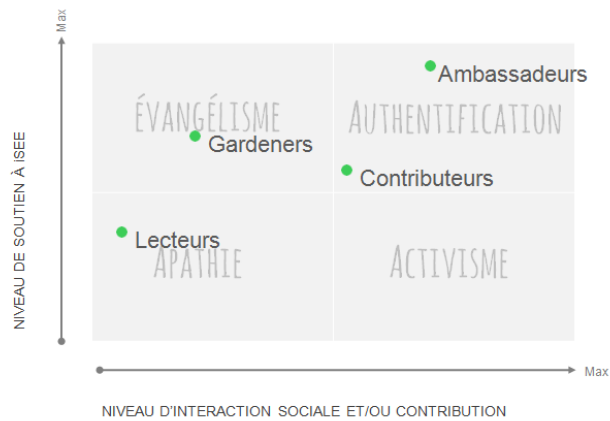 Max
NIVEAU DE SOUTIEN À ISEE
ÉVANGÉLISME
Gardeners
Ambassadeurs
AUTHENTIFICATION
Contributeurs
Lecteurs
APATHIE
ACTIVISME
Max
NIVEAU D'INTERACTION SOCIALE ET/OU CONTRIBUTION